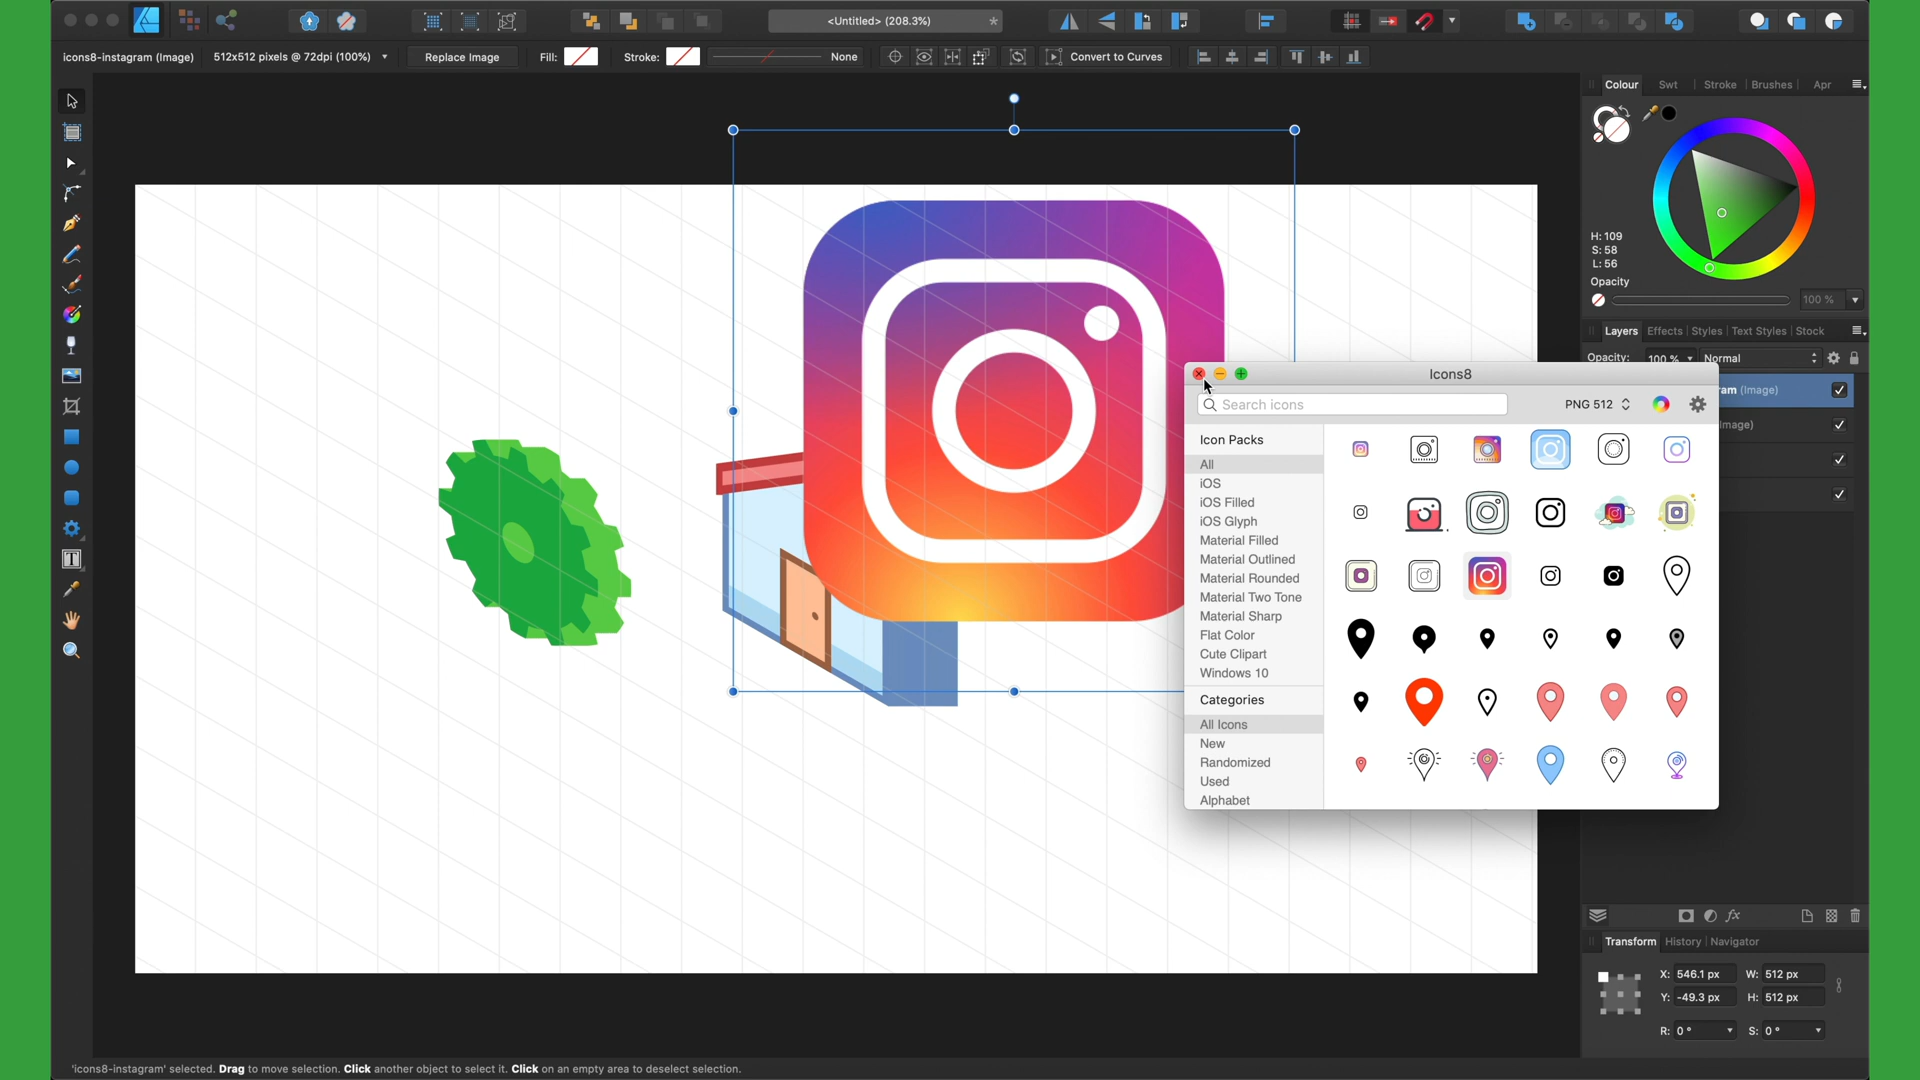 <Untitled> (208.3%)
*
icons8-instagram (Image)
512x512 pixels @ 72dpi (100%)
Replace Image
Fill:
Stroke:
None
Convert to Curves
Colour
Swt
Stroke
Brushes
Apr
H: 109
S: 58
L: 56
Opacity
100 %
Layers
Effects
Styles
Text Styles
Stock
Opacity:
100 %
Normal
ram (Image)
mage)
Icons8
Search icons
PNG 512
Icon Packs
All
iOS
iOS Filled
iOS Glyph
Material Filled
Material Outlined
Material Rounded
Material Two Tone
Material Sharp
Flat Color
Cute Clipart
Windows 10
Categories
All Icons
New
Randomized
Used
Alphabet
Transform
History
Navigator
X: 546.1 px
W: 512 px
Y: -49.3 px
H: 512 px
R: 0 °
S: 0 °
'icons8-instagram' selected. Drag to move selection. Click another object to select it. Click on an empty area to deselect selection.